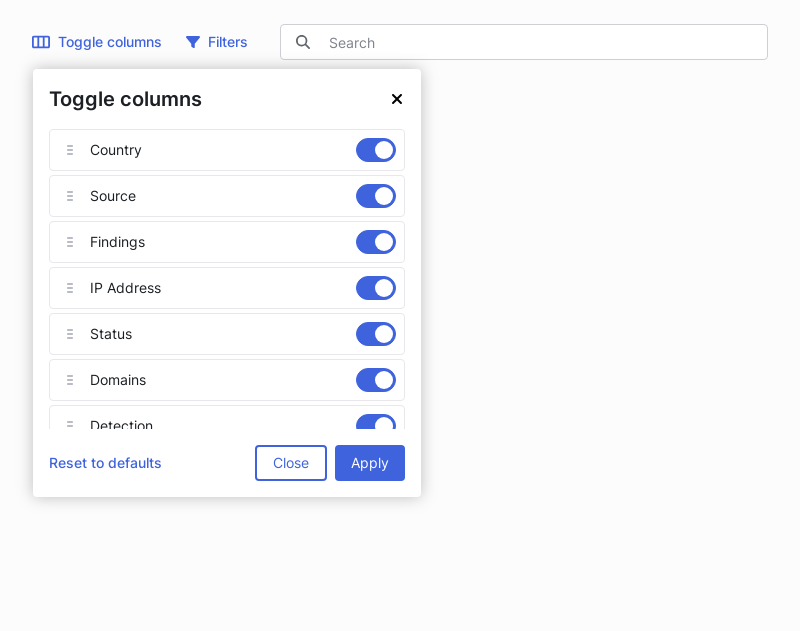 Toggle columns Filters Search
Toggle columns
Country
Source
Findings
IP Address
Status
Domains
Detection
Reset to defaults Close Apply